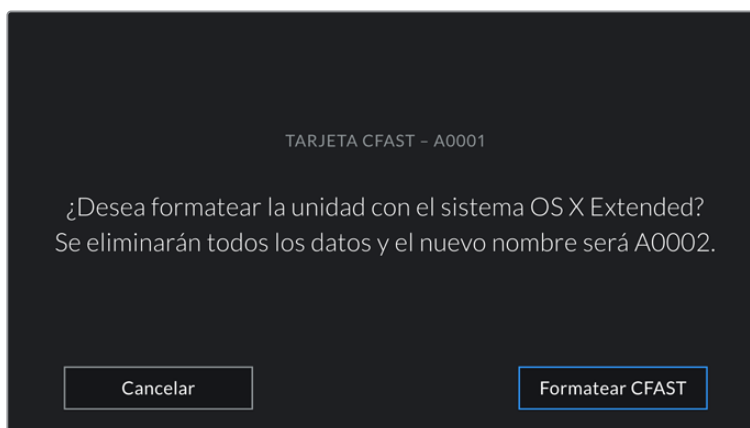 TARJETA CFAST – A0001
¿Desea formatear la unidad con el sistema OS X Extended?
Se eliminarán todos los datos y el nuevo nombre será A0002.
Cancelar
Formatear CFAST